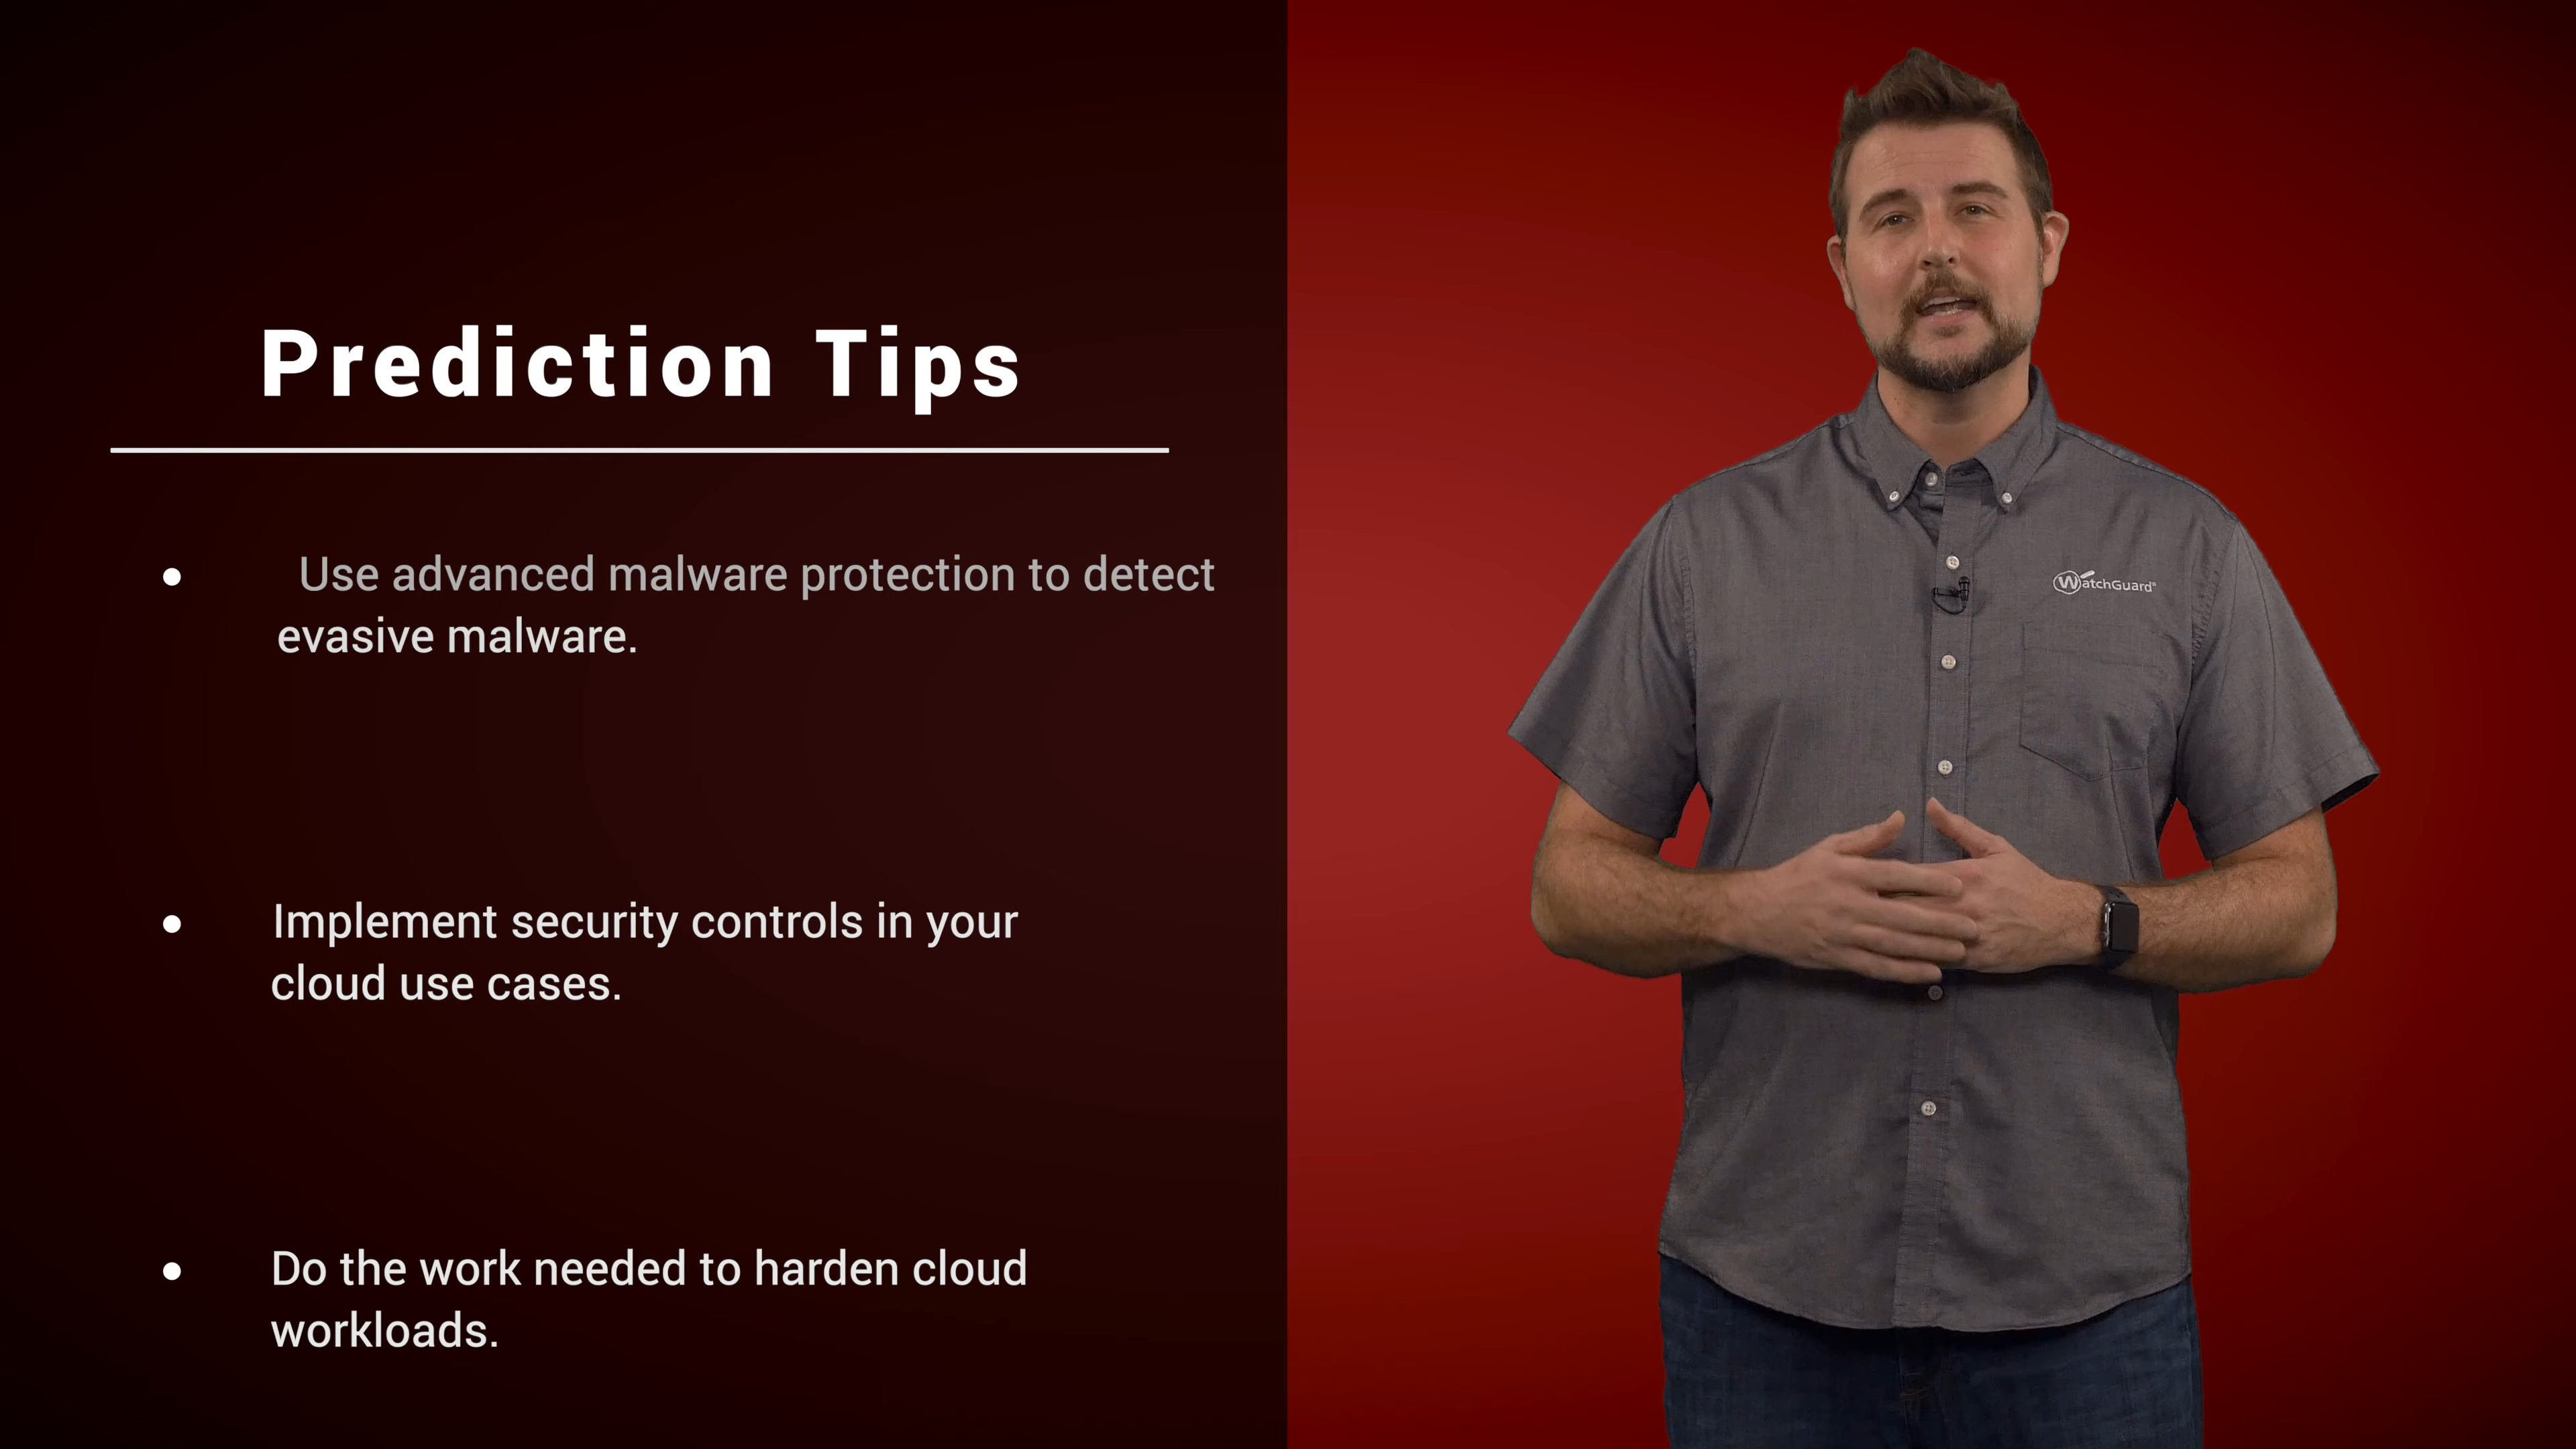 Prediction Tips
Use advanced malware protection to detect
evasive malware.
Implement security controls in your
cloud use cases.
Do the work needed to harden cloud
workloads.
WatchGuard